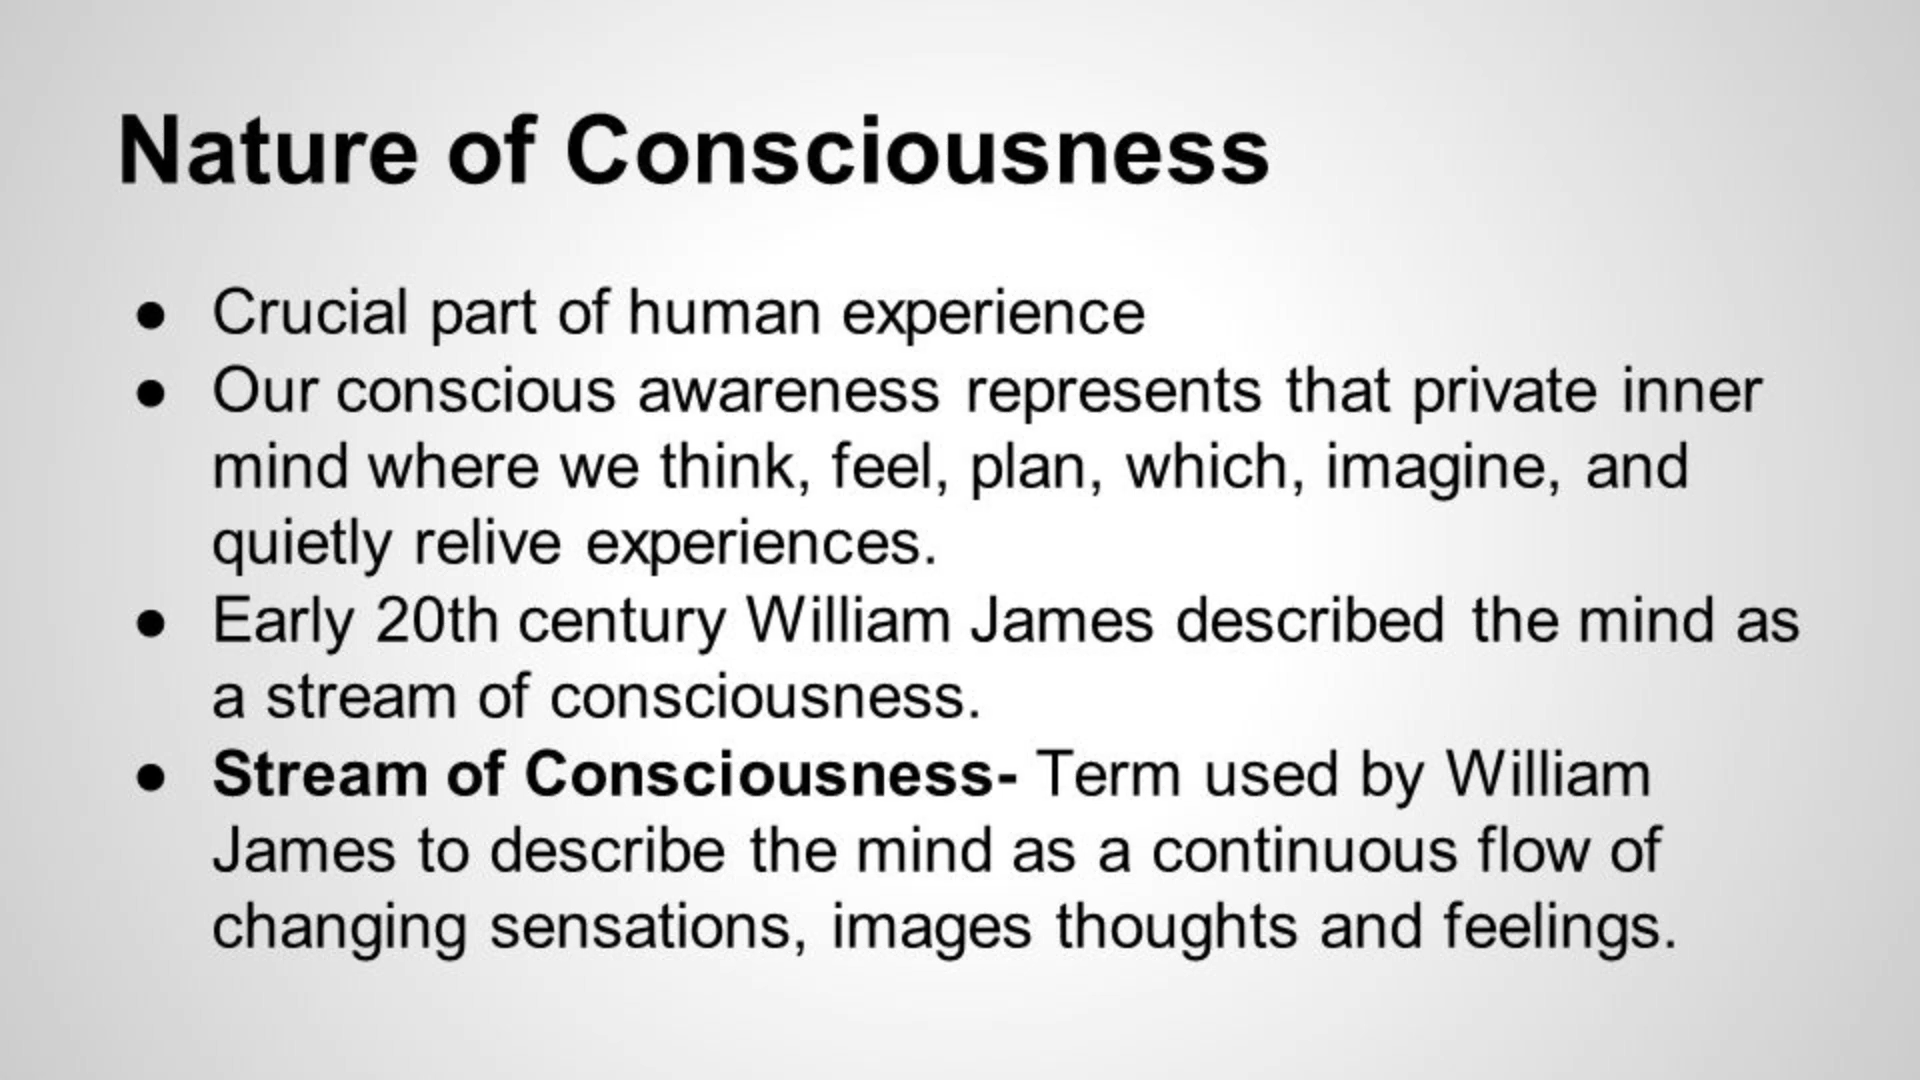 Nature of Consciousness
● Crucial part of human experience
● Our conscious awareness represents that private inner
mind where we think, feel, plan, which, imagine, and
quietly relive experiences.
● Early 20th century William James described the mind as
a stream of consciousness.
● Stream of Consciousness- Term used by William
James to describe the mind as a continuous flow of
changing sensations, images thoughts and feelings.